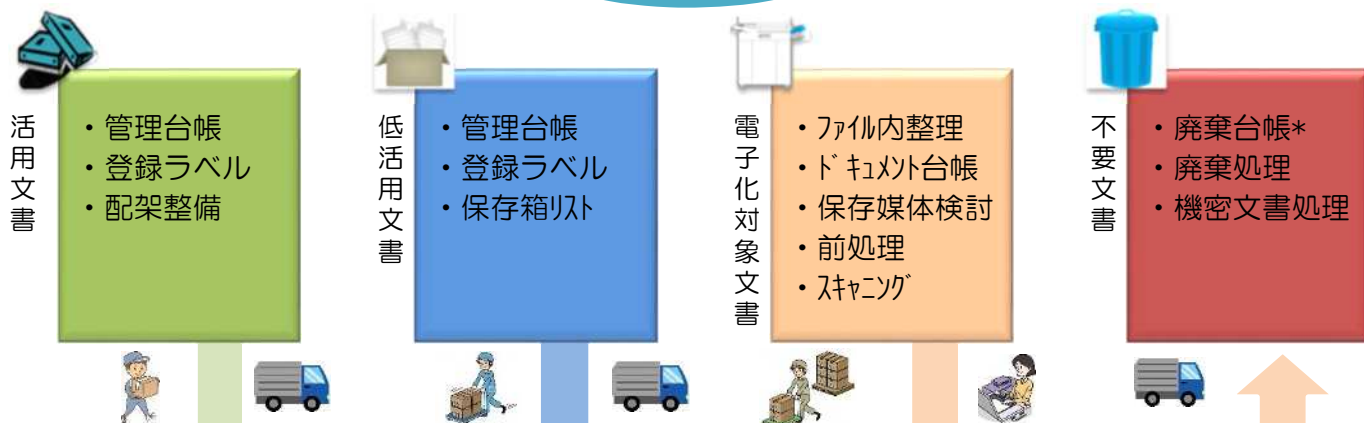 活用文書
・管理台帳
・登録ラベル
・配架整備
低活用文書
・管理台帳
・登録ラベル
・保存箱ﾘｽﾄ
電子化対象文書
・ﾌｧｲﾙ内整理
・ﾄﾞｷｭﾒﾝﾄ台帳
・保存媒体検討
・前処理
・ｽｷｬﾆﾝｸﾞ
不要文書
・廃棄台帳*
・廃棄処理
・機密文書処理